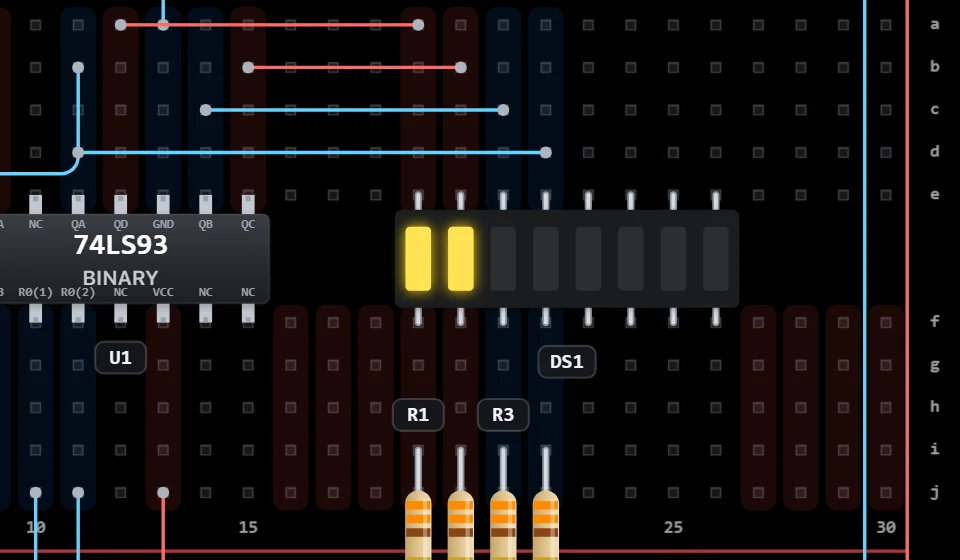 a
b
c
d
e
NC QA QD GND QB QC
74LS93
BINARY
R0(1) R0(2) NC VCC NC NC
f
U1
DS1
g
R1
R3
h
i
j
10
15
25
30